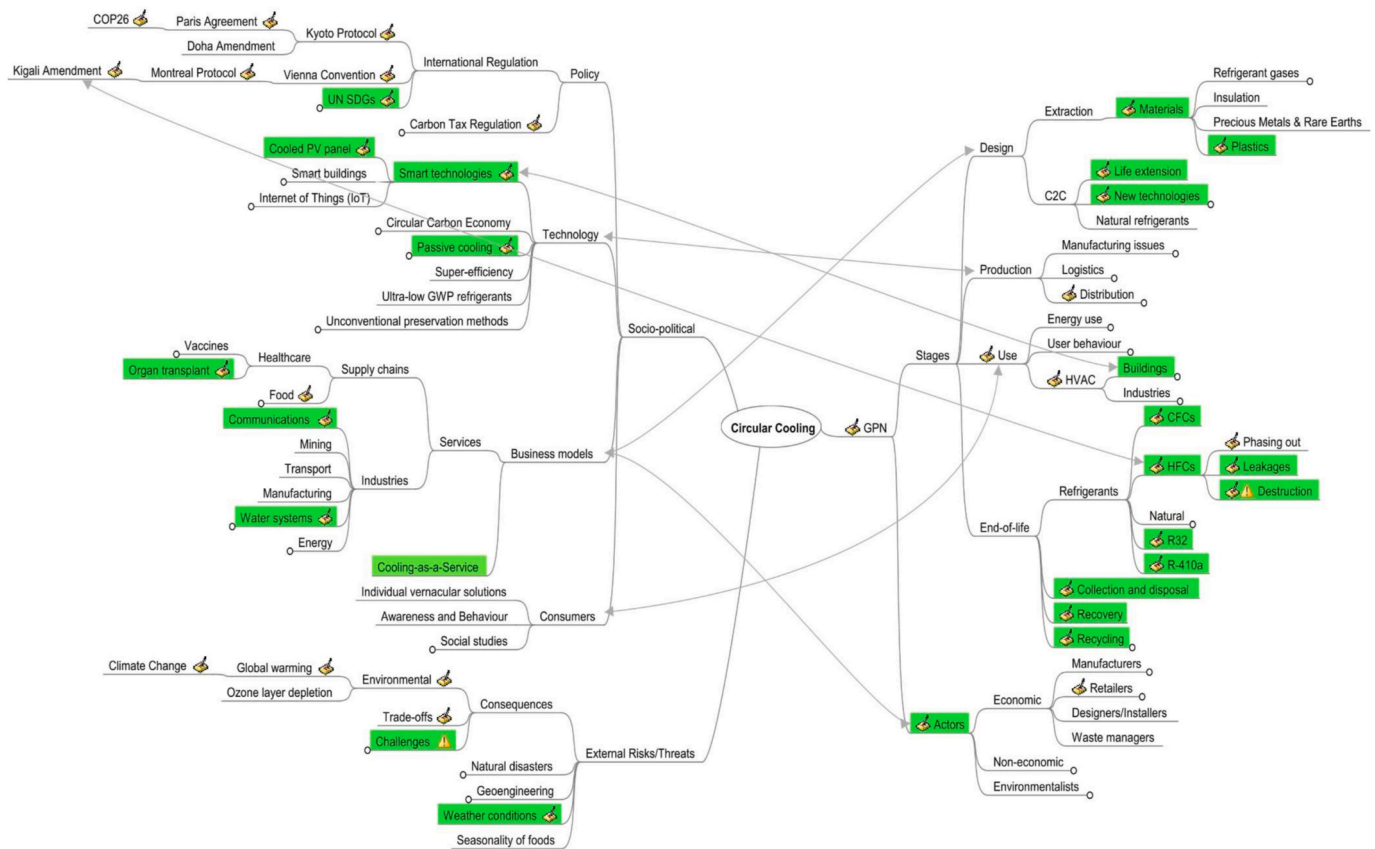 COP26
Paris Agreement
Kyoto Protocol
Doha Amendment
International Regulation
Policy
Kigali Amendment
Montreal Protocol
Vienna Convention
UN SDGs
Carbon Tax Regulation
Cooled PV panel
Smart buildings
Smart technologies
Internet of Things (IoT)
Circular Carbon Economy
Passive cooling
Technology
Super-efficiency
Ultra-low GWP refrigerants
Unconventional preservation methods
Socio-political
Vaccines
Healthcare
Organ transplant
Supply chains
Food
Communications
Mining
Services
Business models
Transport
Industries
Manufacturing
Water systems
Energy
Cooling-as-a-Service
Individual vernacular solutions
Awareness and Behaviour
Consumers
Social studies
Climate Change
Global warming
Environmental
Ozone layer depletion
Consequences
Trade-offs
Challenges
External Risks/Threats
Natural disasters
Geoengineering
Weather conditions
Seasonality of foods
Circular Cooling
GPN
Stages
Design
Extraction
Materials
Refrigerant gases
Insulation
Precious Metals & Rare Earths
Plastics
C2C
Life extension
New technologies
Natural refrigerants
Production
Manufacturing issues
Logistics
Distribution
Use
Energy use
User behaviour
HVAC
Buildings
Industries
End-of-life
Refrigerants
CFCs
HFCs
Phasing out
Leakages
Destruction
Natural
R32
R-410a
Collection and disposal
Recovery
Recycling
Actors
Economic
Manufacturers
Retailers
Designers/Installers
Waste managers
Non-economic
Environmentalists